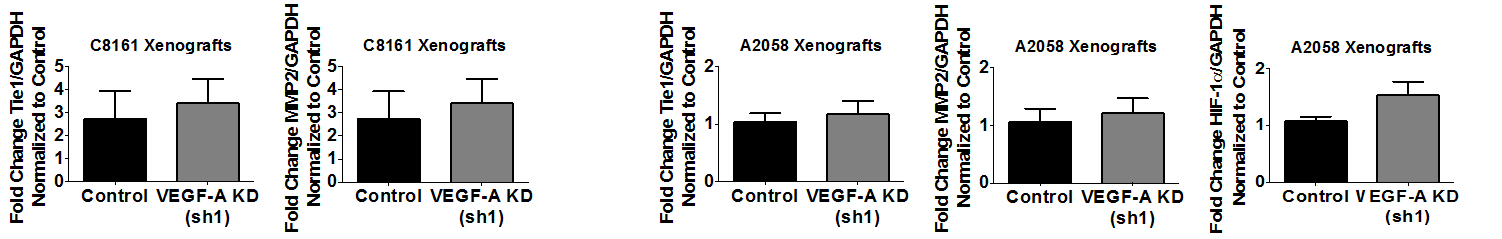 Fold Change Tie1/GAPDH
Normalized to Control
C8161 Xenografts
5
4
3
2
1
0
Control VEGF-A KD
(sh1)
Fold Change MMP2/GAPDH
Normalized to Control
C8161 Xenografts
5
4
3
2
1
0
Control VEGF-A KD
(sh1)
Fold Change Tie1/GAPDH
Normalized to Control
A2058 Xenografts
2
1
0
Control VEGF-A KD
(sh1)
Fold Change MMP2/GAPDH
Normalized to Control
A2058 Xenografts
2
1
0
Control VEGF-A KD
(sh1)
Fold Change HIF-1α/GAPDH
Normalized to Control
A2058 Xenografts
2
1
0
Control VEGF-A KD
(sh1)